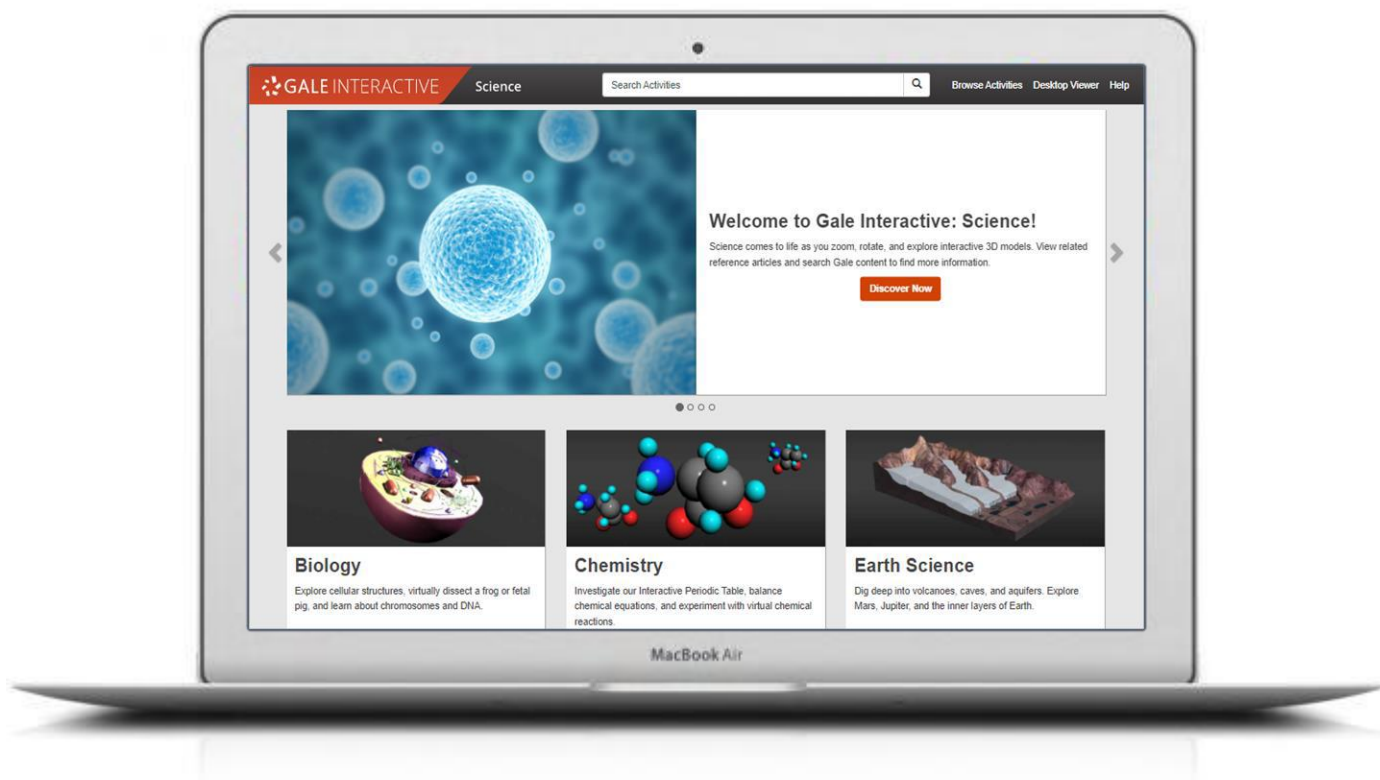 GALE INTERACTIVE
Science
Search Activities
Browse Activities Desktop Viewer Help
Welcome to Gale Interactive: Science!
Science comes to life as you zoom, rotate, and explore interactive 3D models. View related
reference articles and search Gale content to find more information.
Discover Now
Biology
Explore cellular structures, virtually dissect a frog or fetal
pig, and learn about chromosomes and DNA.
Chemistry
Investigate our Interactive Periodic Table, balance
chemical equations, and experiment with virtual chemical
reactions.
Earth Science
Dig deep into volcanoes, caves, and aquifers. Explore
Mars, Jupiter, and the inner layers of Earth.
MacBook Air